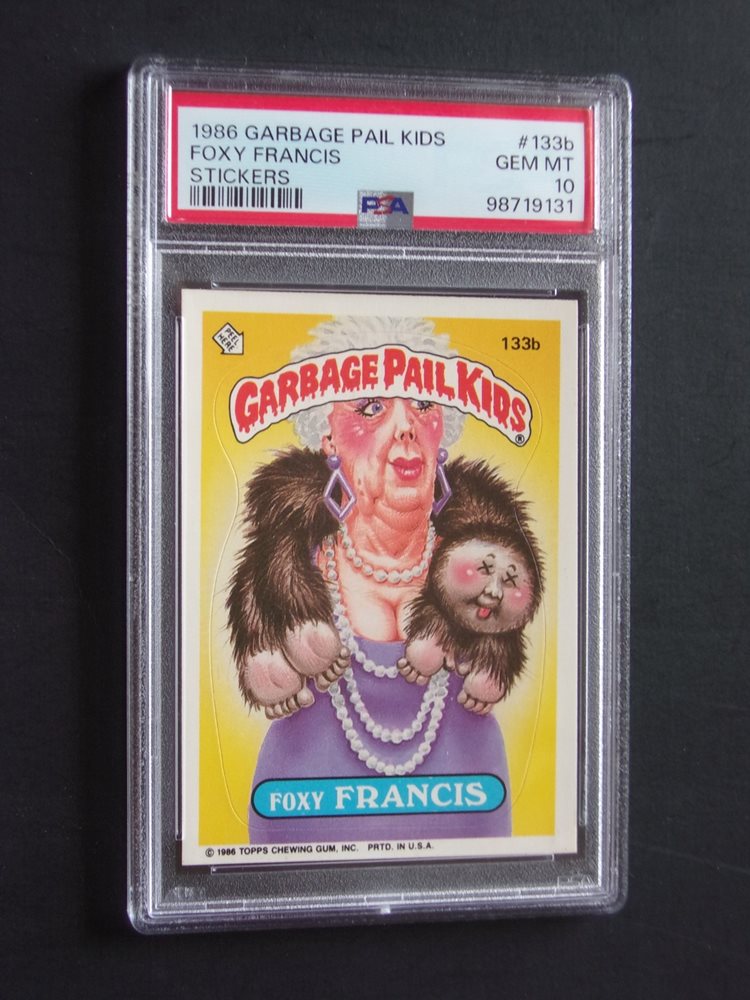 1986 GARBAGE PAIL KIDS #133b
FOXY FRANCIS GEM MT
STICKERS 10
PSA 98719131
PEEL HERE
133b
GARBAGE PAIL KIDS®
FOXY FRANCIS
© 1986 TOPPS CHEWING GUM, INC. PRTD. IN U.S.A.